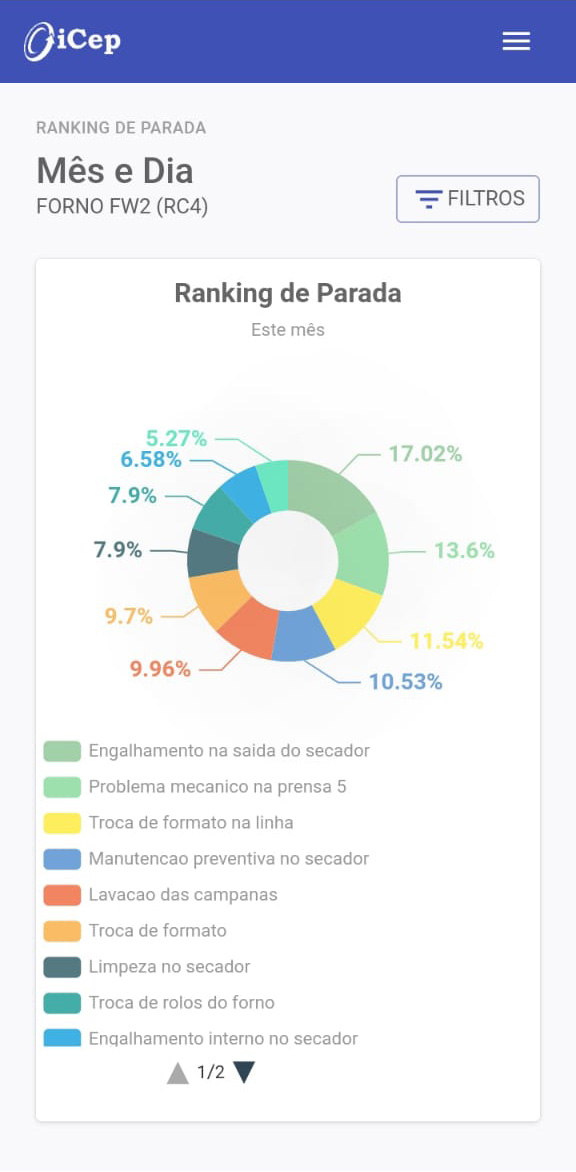 iCep
RANKING DE PARADA
Mês e Dia
FORNO FW2 (RC4)
FILTROS
Ranking de Parada
Este mês
5.27%
17.02%
6.58%
7.9%
13.6%
7.9%
9.7%
11.54%
9.96%
10.53%
Engalhamento na saida do secador
Problema mecanico na prensa 5
Troca de formato na linha
Manutencao preventiva no secador
Lavacao das campanas
Troca de formato
Limpeza no secador
Troca de rolos do forno
Engalhamento interno no secador
1/2